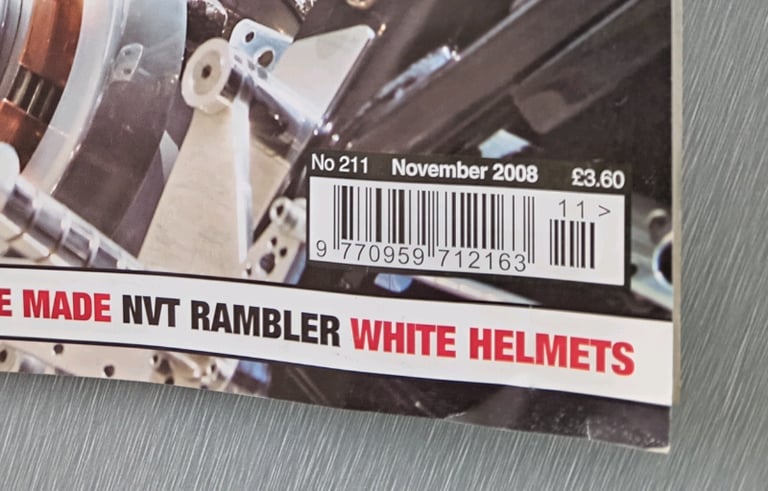 No 211 November 2008 £3.60
11 >
9 770959 712163
E MADE NVT RAMBLER WHITE HELMETS